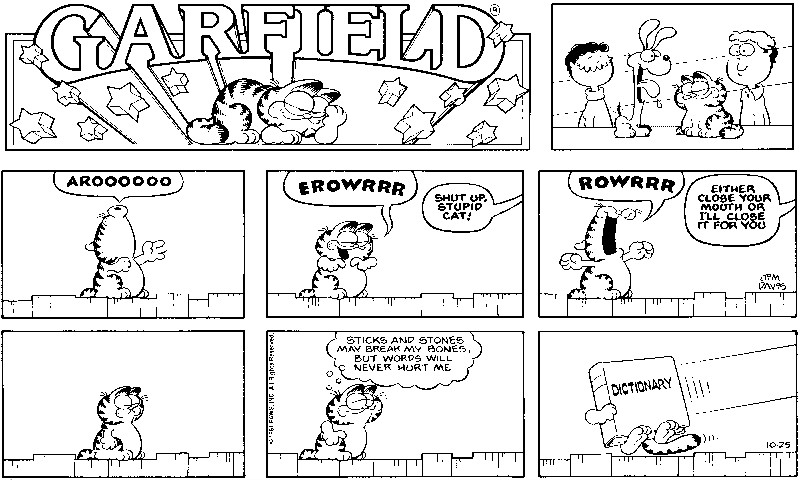 GARFIELD
®
AROOOOOO
EROWRRR
SHUT UP,
STUPID
CAT!
ROWRRR
EITHER
CLOSE YOUR
MOUTH OR
I'LL CLOSE
IT FOR YOU
JIM
DAVIS
STICKS AND STONES
MAY BREAK MY BONES,
BUT WORDS WILL
NEVER HURT ME
DICTIONARY
10-25